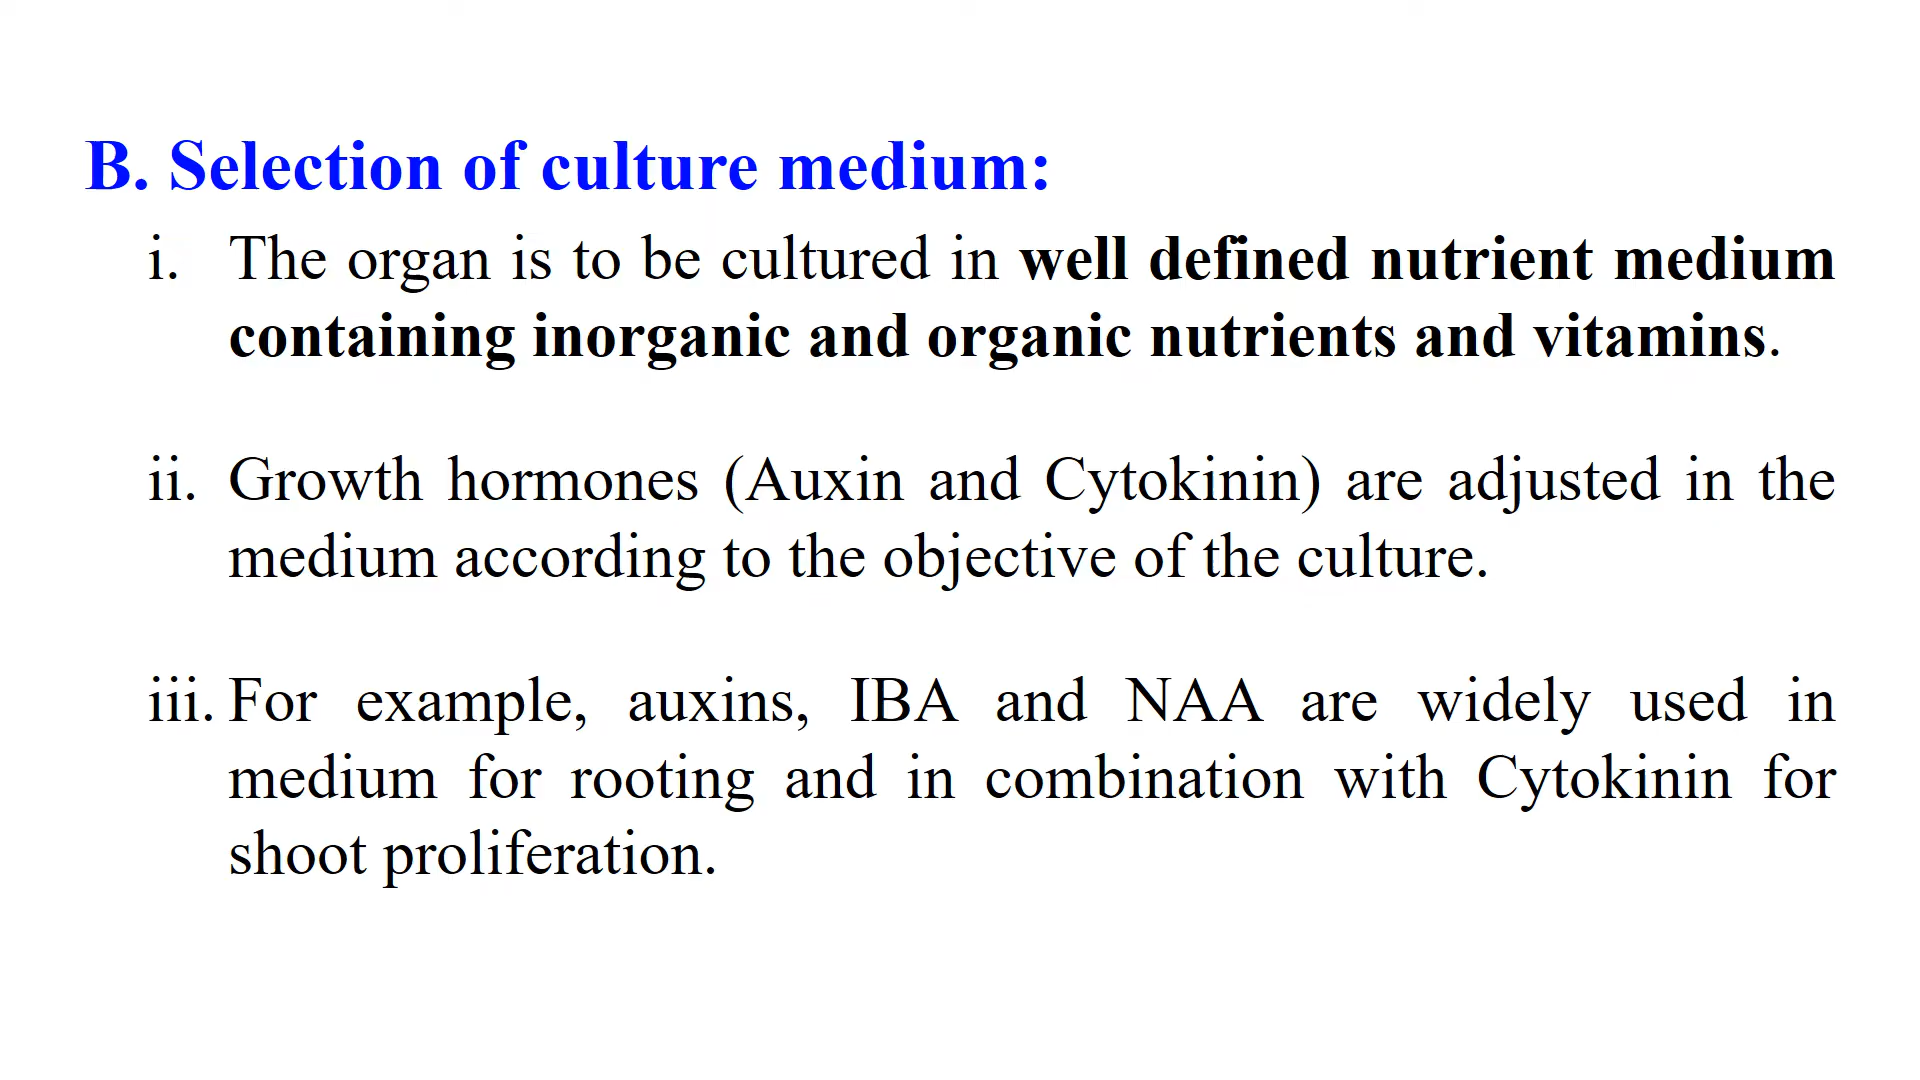 B. Selection of culture medium:
i. The organ is to be cultured in well defined nutrient medium
containing inorganic and organic nutrients and vitamins.
ii. Growth hormones (Auxin and Cytokinin) are adjusted in the
medium according to the objective of the culture.
iii. For example, auxins, IBA and NAA are widely used in
medium for rooting and in combination with Cytokinin for
shoot proliferation.